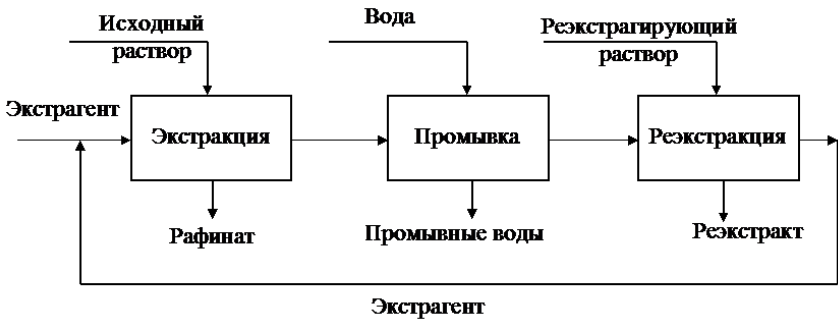 Исходный
раствор
Вода
Реэкстрагирующий
раствор
Экстрагент
Экстракция
Промывка
Реэкстракция
Рафинат
Промывные воды
Реэкстракт
Экстрагент